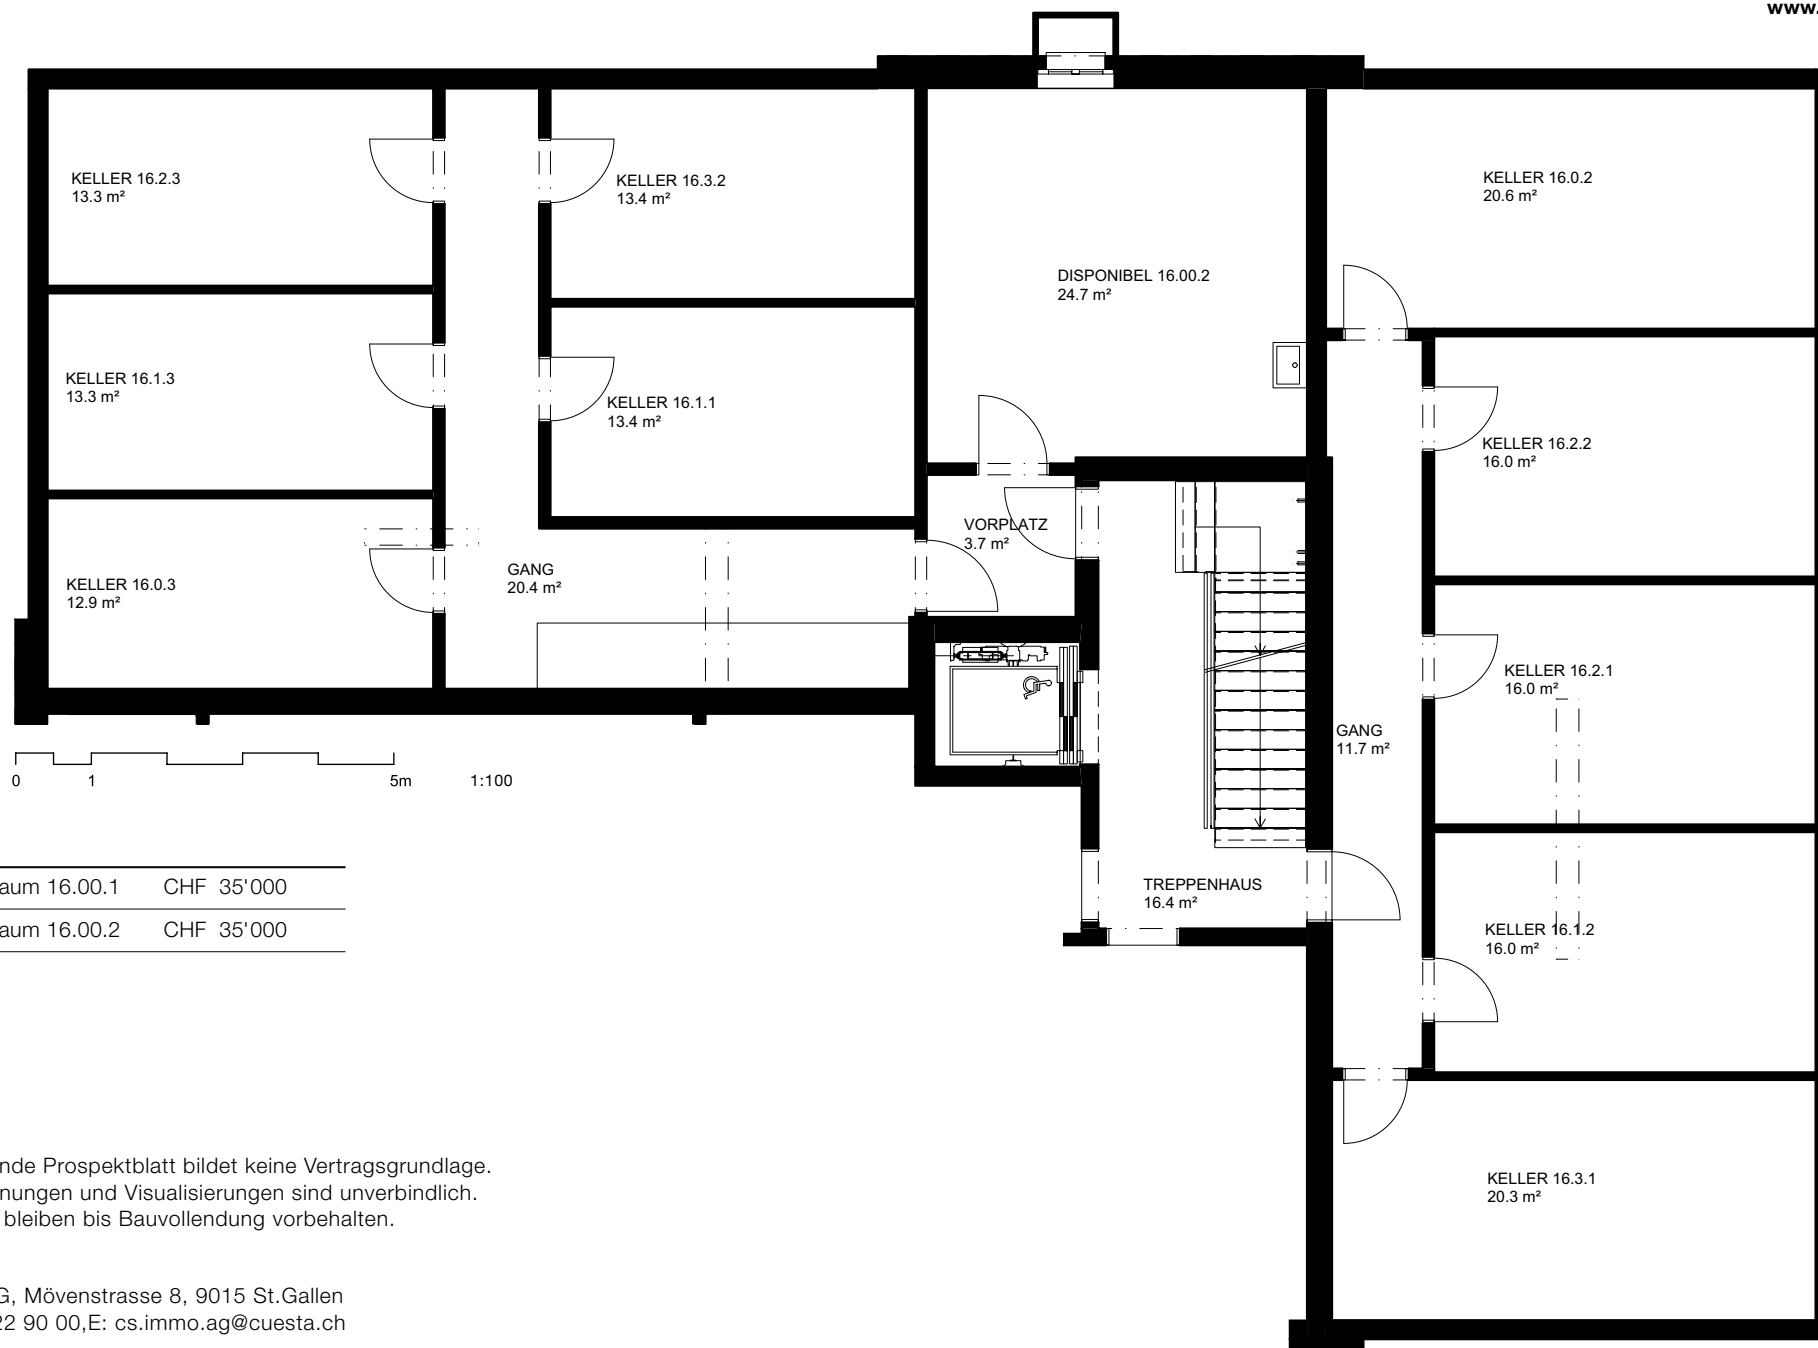 www.
KELLER 16.2.3
13.3 m²
KELLER 16.3.2
13.4 m²
KELLER 16.0.2
20.6 m²
DISPONIBEL 16.00.2
24.7 m²
KELLER 16.1.3
13.3 m²
KELLER 16.1.1
13.4 m²
KELLER 16.2.2
16.0 m²
VORPLATZ
3.7 m²
GANG
20.4 m²
KELLER 16.0.3
12.9 m²
KELLER 16.2.1
16.0 m²
GANG
11.7 m²
0 1 5m 1:100
TREPPENHAUS
16.4 m²
KELLER 16.1.2
16.0 m²
aum 16.00.1 CHF 35'000
aum 16.00.2 CHF 35'000
KELLER 16.3.1
20.3 m²
nde Prospektblatt bildet keine Vertragsgrundlage.
nungen und Visualisierungen sind unverbindlich.
bleiben bis Bauvollendung vorbehalten.
G, Mövenstrasse 8, 9015 St.Gallen
22 90 00,E: cs.immo.ag@cuesta.ch